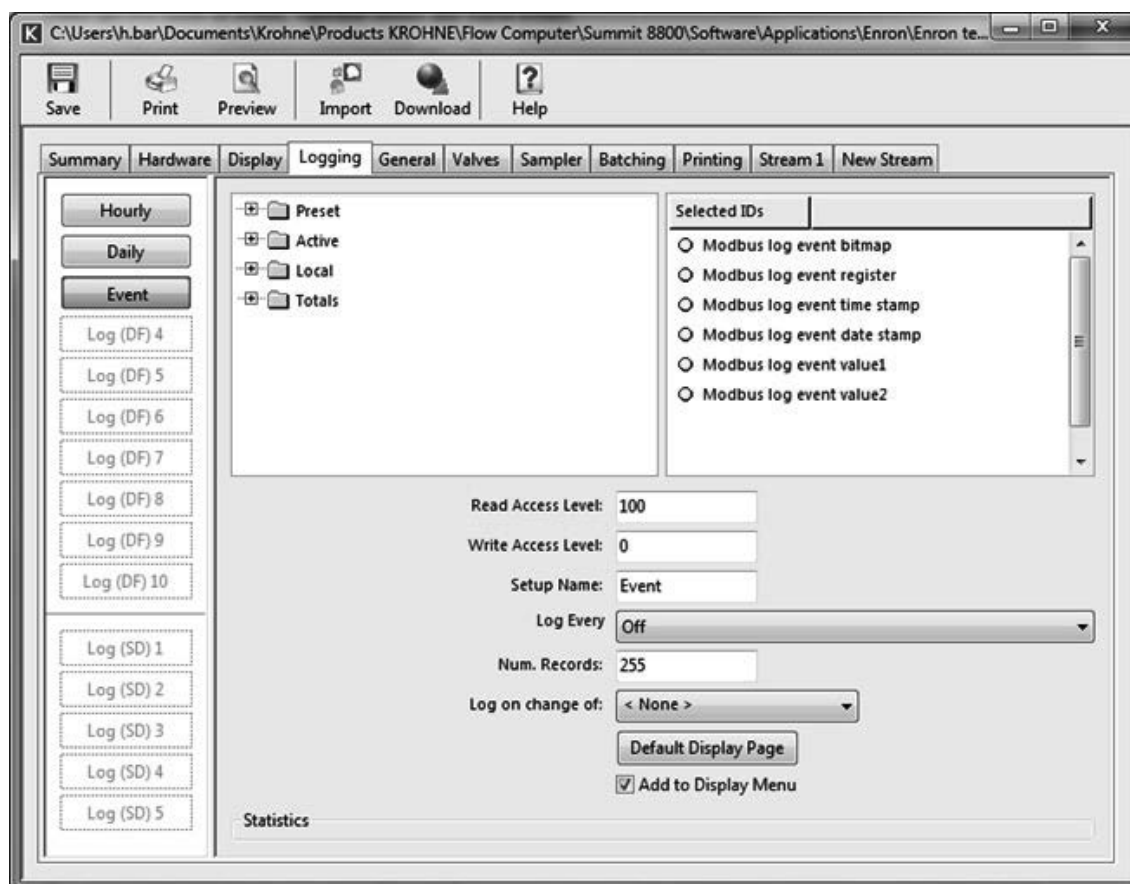 K C:\Users\h.bar\Documents\Krohne\Products KROHNE\Flow Computer\Summit 8800\Software\Applications\Enron\Enron te...
Save Print Preview Import Download Help
Summary Hardware Display Logging General Valves Sampler Batching Printing Stream 1 New Stream
Hourly
Daily
Event
Log (DF) 4
Log (DF) 5
Log (DF) 6
Log (DF) 7
Log (DF) 8
Log (DF) 9
Log (DF) 10
Log (SD) 1
Log (SD) 2
Log (SD) 3
Log (SD) 4
Log (SD) 5
Preset
Active
Local
Totals
Selected IDs
Modbus log event bitmap
Modbus log event register
Modbus log event time stamp
Modbus log event date stamp
Modbus log event value1
Modbus log event value2
Read Access Level: 100
Write Access Level: 0
Setup Name: Event
Log Every Off
Num. Records: 255
Log on change of: < None >
Default Display Page
Add to Display Menu
Statistics